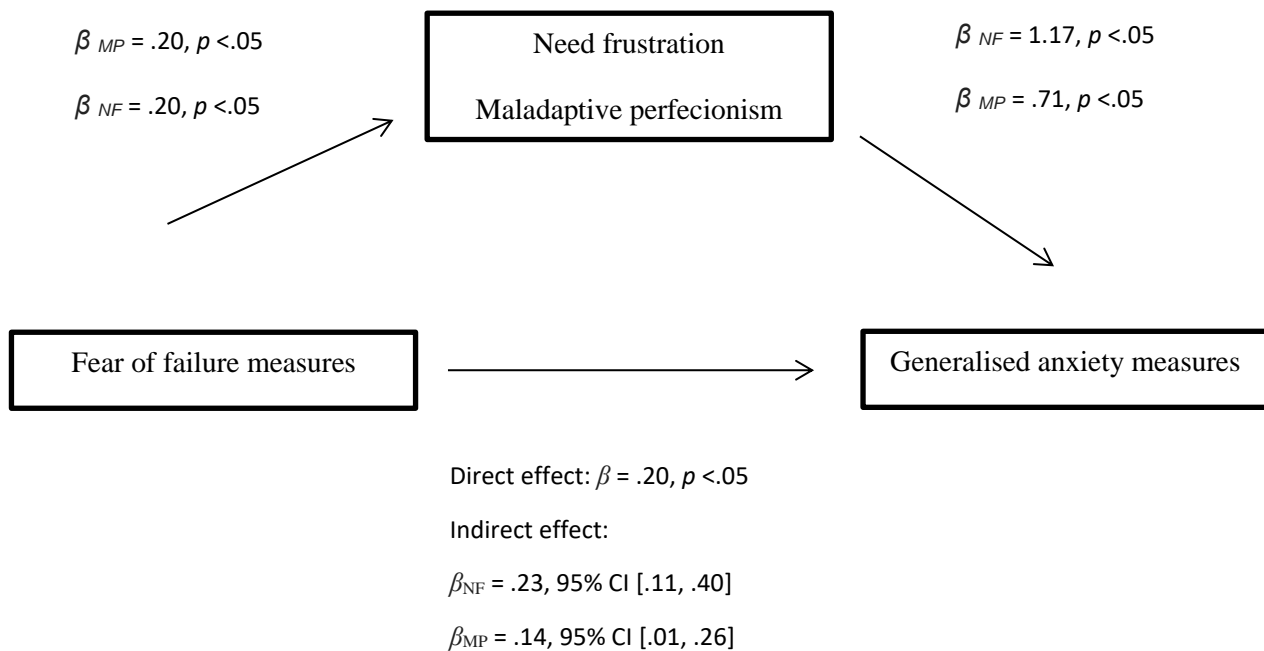 β MP = .20, p <.05
β NF = .20, p <.05
Need frustration
Maladaptive perfecionism
β NF = 1.17, p <.05
β MP = .71, p <.05
Fear of failure measures
Generalised anxiety measures
Direct effect: β = .20, p <.05
Indirect effect:
βNF = .23, 95% CI [.11, .40]
βMP = .14, 95% CI [.01, .26]